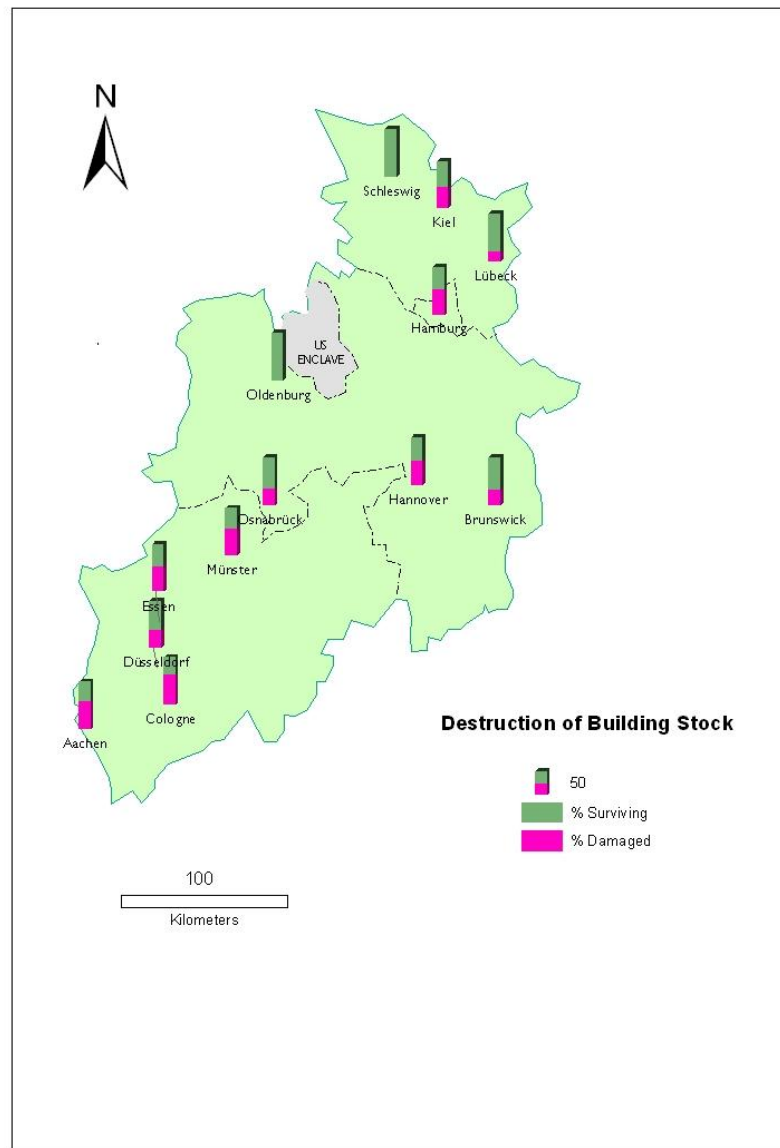 N
Schleswig
Kiel
Lübeck
Hamburg
US
ENCLAVE
Oldenburg
Hannover
Brunswick
Osnabrück
Münster
Essen
Düsseldorf
Cologne
Aachen
Destruction of Building Stock
50
% Surviving
% Damaged
100
Kilometers